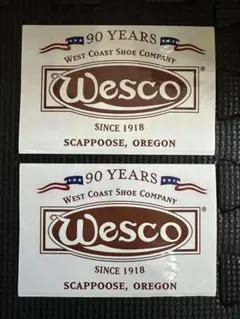 90 YEARS
WEST COAST SHOE COMPANY
Wesco®
SINCE 1918
SCAPPOOSE, OREGON
90 YEARS
WEST COAST SHOE COMPANY
Wesco®
SINCE 1918
SCAPPOOSE, OREGON